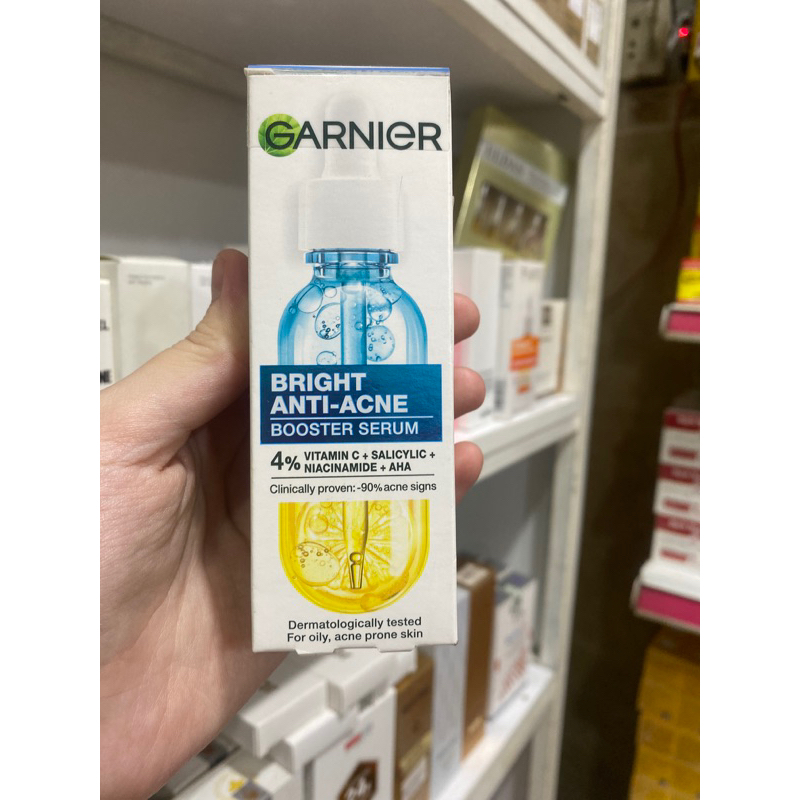 GARNIER
BRIGHT
ANTI-ACNE
BOOSTER SERUM
4% VITAMIN C + SALICYLIC +
NIACINAMIDE + AHA
Clinically proven: -90% acne signs
Dermatologically tested
For oily, acne prone skin